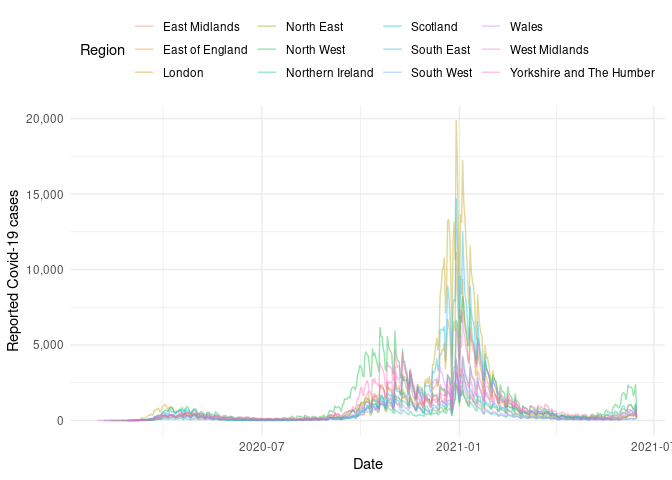 Region
East Midlands North East Scotland Wales
East of England North West South East West Midlands
London Northern Ireland South West Yorkshire and The Humber
Reported Covid-19 cases
20,000
15,000
10,000
5,000
0
2020-07 2021-01 2021-07
Date